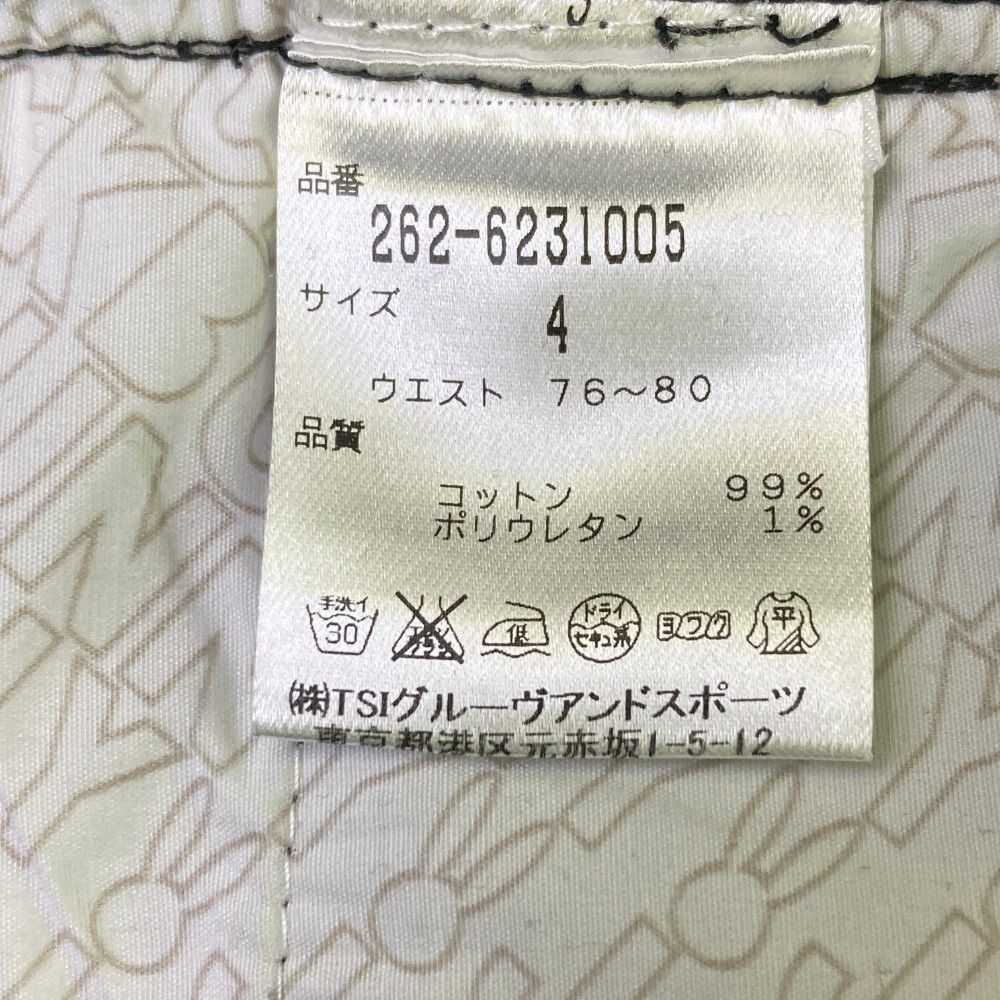 品番
262-6231005
サイズ
4
ウエスト 76～80
品質
コットン 99%
ポリウレタン 1%
手洗イ 30
低
ドライ セキユ系
ヨワク
平
㈱TSIグルーヴアンドスポーツ
東京都港区元赤坂1-5-12